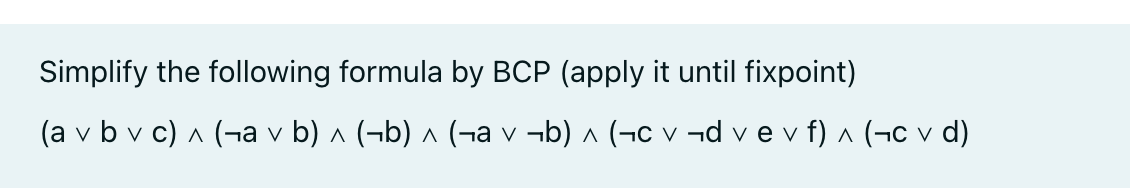 Simplify the following formula by BCP (apply it until fixpoint)
(a ∨ b ∨ c) ∧ (¬a ∨ b) ∧ (¬b) ∧ (¬a ∨ ¬b) ∧ (¬c ∨ ¬d ∨ e ∨ f) ∧ (¬c ∨ d)